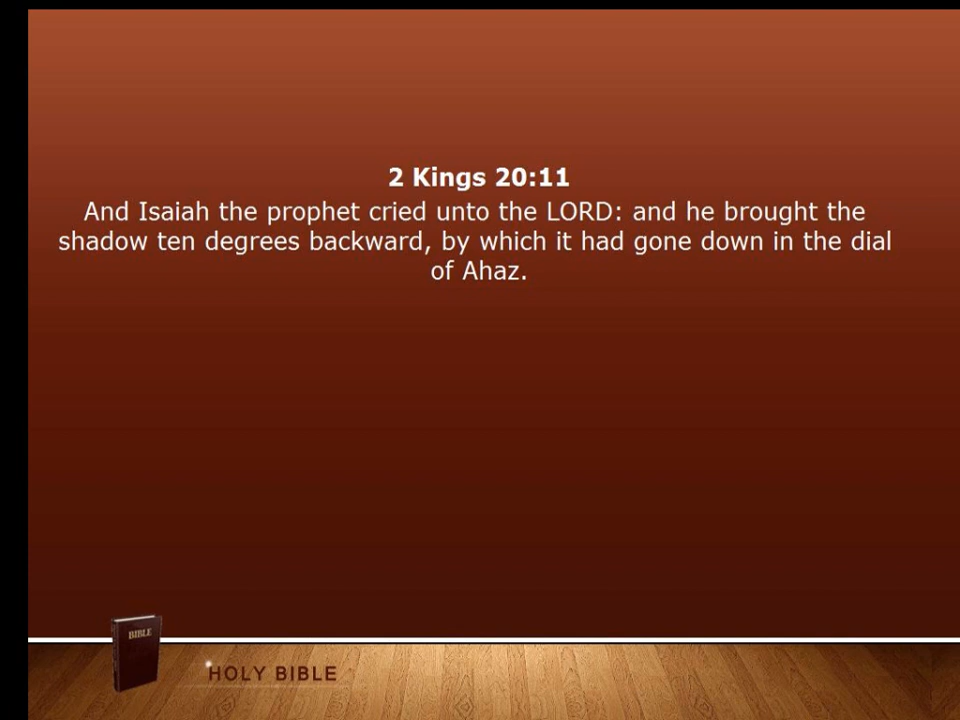 2 Kings 20:11
And Isaiah the prophet cried unto the LORD: and he brought the
shadow ten degrees backward, by which it had gone down in the dial
of Ahaz.
BIBLE
HOLY BIBLE